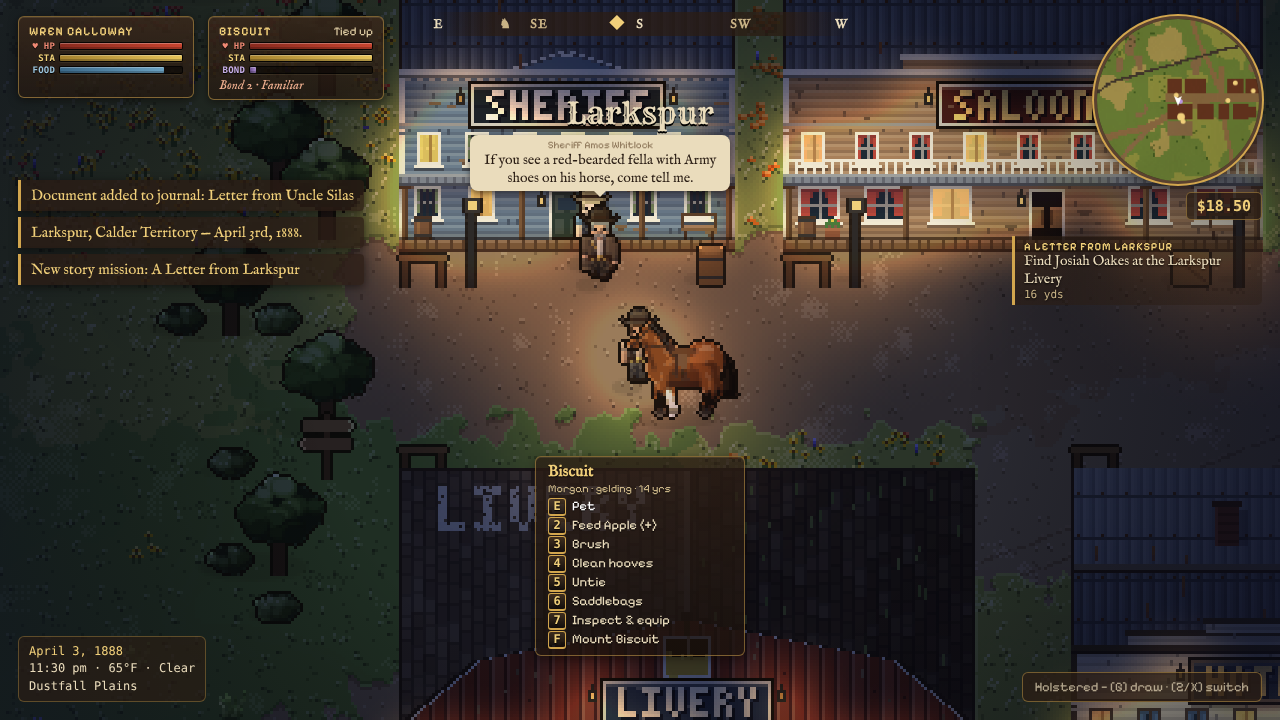 WREN CALLOWAY
♥ HP
STA
FOOD
BISCUIT Tied up
♥ HP
STA
BOND
Bond 2 · Familiar
E SE S SW W
SHERIFF
Larkspur
SALOON
Sheriff Amos Whitlock
If you see a red-bearded fella with Army
shoes on his horse, come tell me.
Document added to journal: Letter from Uncle Silas
Larkspur, Calder Territory — April 3rd, 1888.
New story mission: A Letter from Larkspur
$18.50
A LETTER FROM LARKSPUR
Find Josiah Oakes at the Larkspur
Livery
16 yds
Biscuit
Morgan · gelding · 14 yrs
E Pet
2 Feed Apple (+)
3 Brush
4 Clean hooves
5 Untie
6 Saddlebags
7 Inspect & equip
F Mount Biscuit
LIVERY
April 3, 1888
11:30 pm · 65°F · Clear
Dustfall Plains
Holstered – (G) draw · (Z/X) switch